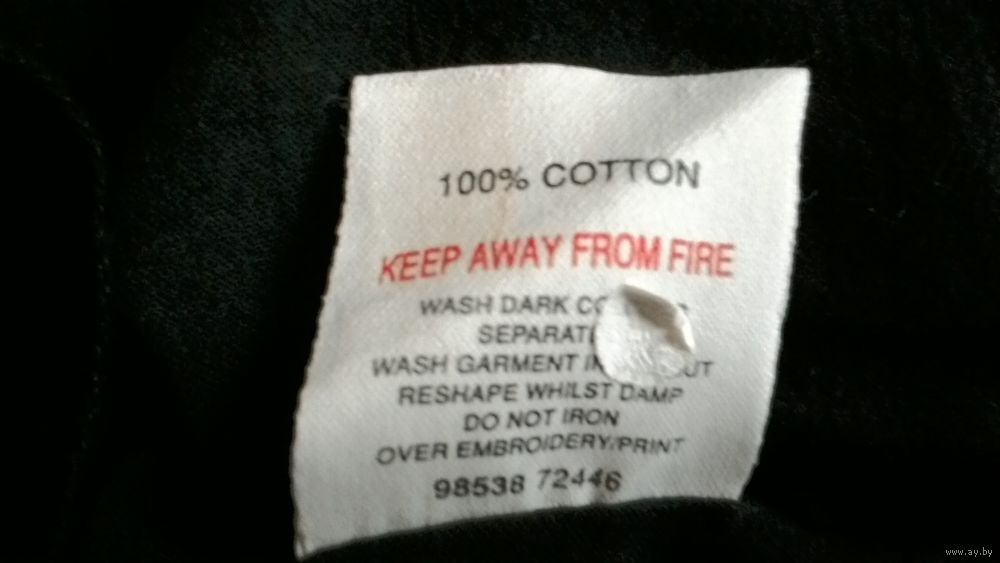 100% COTTON
KEEP AWAY FROM FIRE
WASH DARK
WASH GARMENT
RESHAPE WHILST DAMP
DO NOT IRON
OVER EMBROIDERY/PRINT
98538 72446
www.ay.by